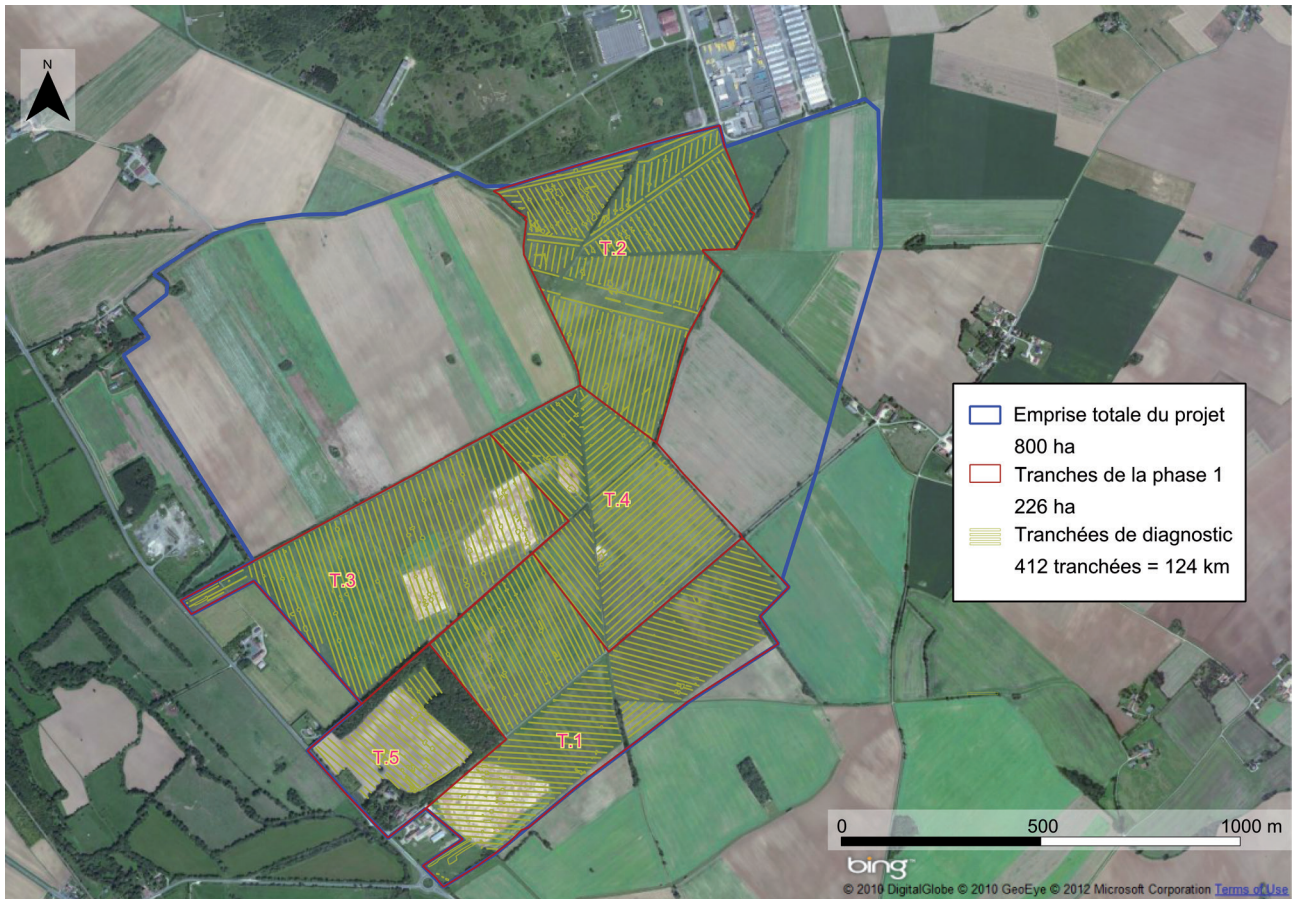 N
T.2
T.4
T.3
T.1
T.5
Emprise totale du projet
800 ha
Tranches de la phase 1
226 ha
Tranchées de diagnostic
412 tranchées = 124 km
0 500 1000 m
bing™
© 2010 DigitalGlobe © 2010 GeoEye © 2012 Microsoft Corporation Terms of Use